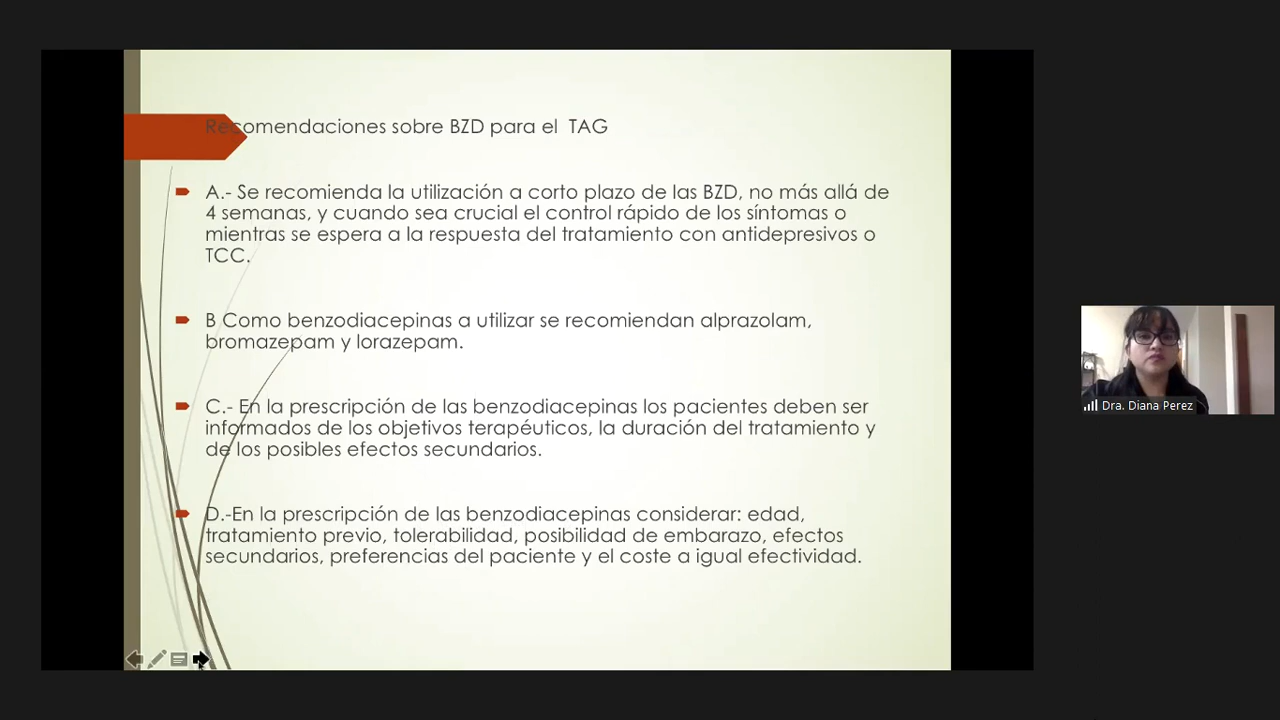 Recomendaciones sobre BZD para el TAG
A.- Se recomienda la utilización a corto plazo de las BZD, no más allá de
4 semanas, y cuando sea crucial el control rápido de los síntomas o
mientras se espera a la respuesta del tratamiento con antidepresivos o
TCC.
B Como benzodiacepinas a utilizar se recomiendan alprazolam,
bromazepam y lorazepam.
C.- En la prescripción de las benzodiacepinas los pacientes deben ser
informados de los objetivos terapéuticos, la duración del tratamiento y
de los posibles efectos secundarios.
D.-En la prescripción de las benzodiacepinas considerar: edad,
tratamiento previo, tolerabilidad, posibilidad de embarazo, efectos
secundarios, preferencias del paciente y el coste a igual efectividad.
Dra. Diana Perez